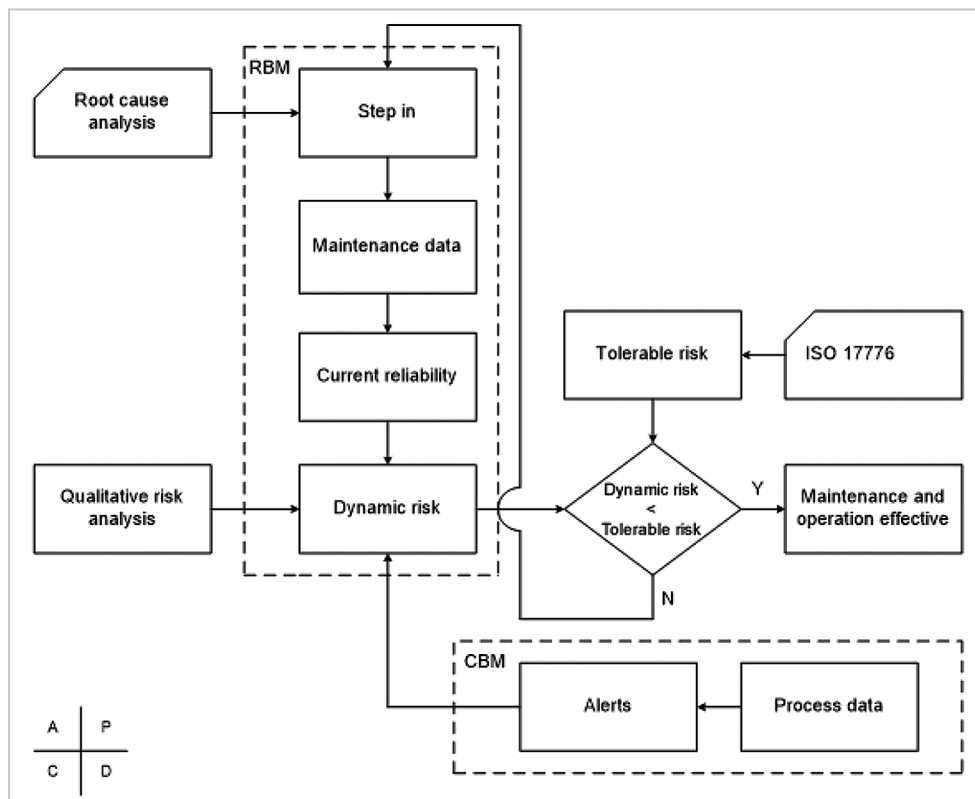 RBM
Root cause
analysis
Step in
Maintenance data
Current reliability
Tolerable risk
ISO 17776
Qualitative risk
analysis
Dynamic risk
Dynamic risk
<
Tolerable risk
Y
Maintenance and
operation effective
N
CBM
Alerts
Process data
A P
C D